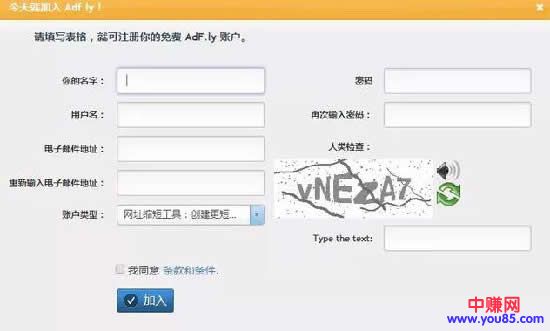 今天就加入 Adf.ly！
请填写表格，就可注册你的免费 AdF.ly 账户。
你的名字：
密码
用户名：
再次输入密码：
电子邮件地址：
人类检查：
重新输入电子邮件地址：
vNEZA7
账户类型：
网址缩短工具：创建更短...
Type the text:
我同意 条款和条件.
加入
中赚网
www.you85.com